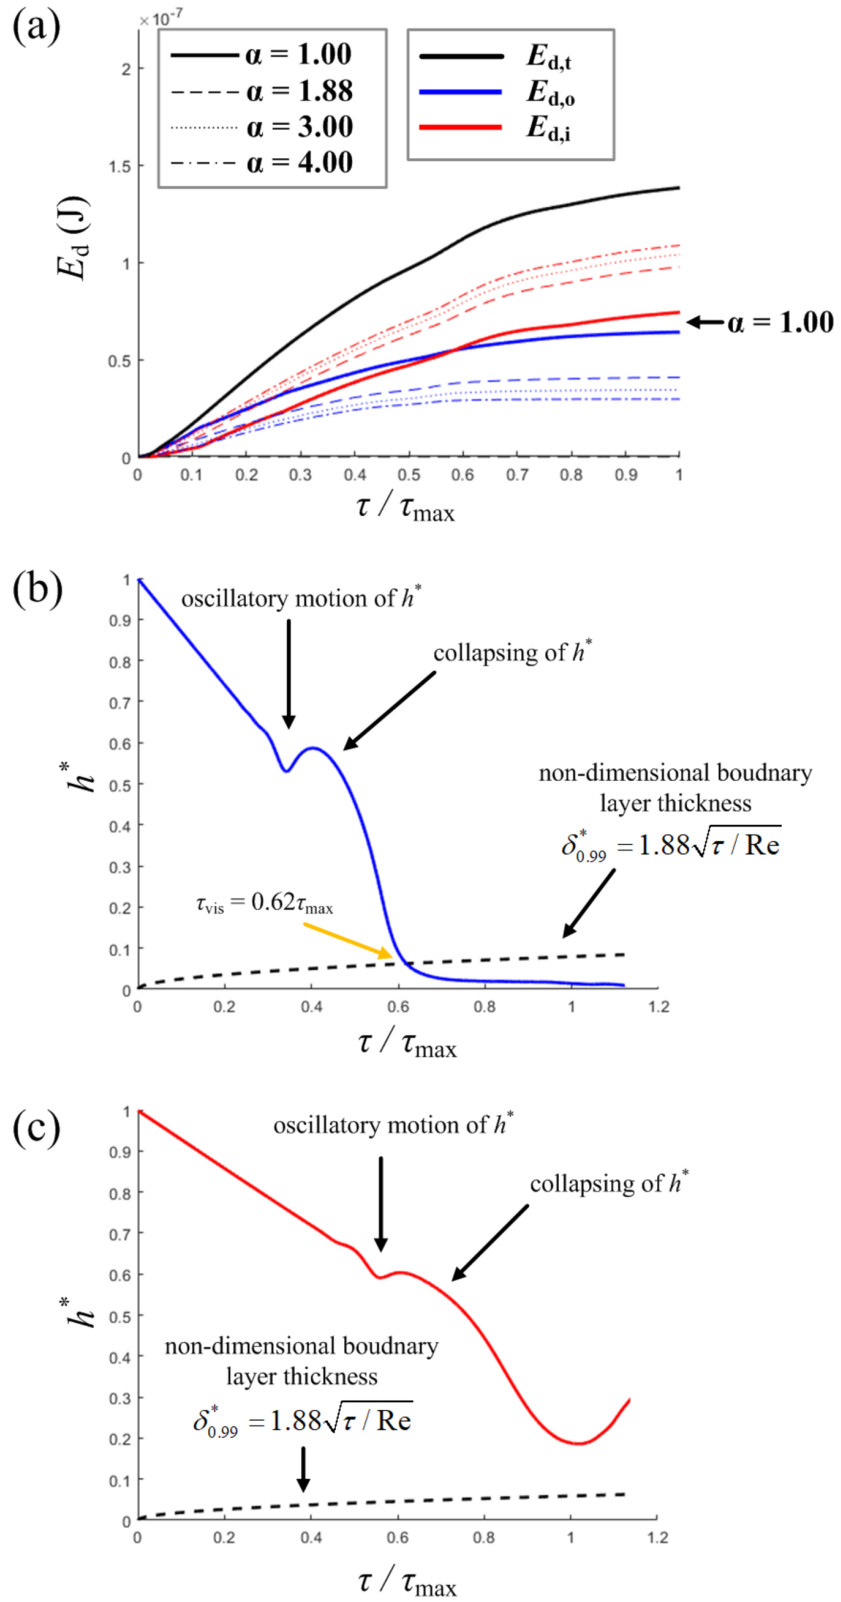 (a)
×10⁻⁷
2
1.5
1
0.5
0
E_d (J)
α = 1.00
α = 1.88
α = 3.00
α = 4.00
E_d,t
E_d,o
E_d,i
α = 1.00
0 0.1 0.2 0.3 0.4 0.5 0.6 0.7 0.8 0.9 1
τ / τ_max
(b)
1
0.9
0.8
0.7
0.6
0.5
0.4
0.3
0.2
0.1
0
h*
oscillatory motion of h*
collapsing of h*
non-dimensional boudnary
layer thickness
δ*_0.99 = 1.88√τ / Re
τ_vis = 0.62τ_max
0 0.2 0.4 0.6 0.8 1 1.2
τ / τ_max
(c)
1
0.9
0.8
0.7
0.6
0.5
0.4
0.3
0.2
0.1
0
h*
oscillatory motion of h*
collapsing of h*
non-dimensional boudnary
layer thickness
δ*_0.99 = 1.88√τ / Re
0 0.2 0.4 0.6 0.8 1 1.2
τ / τ_max